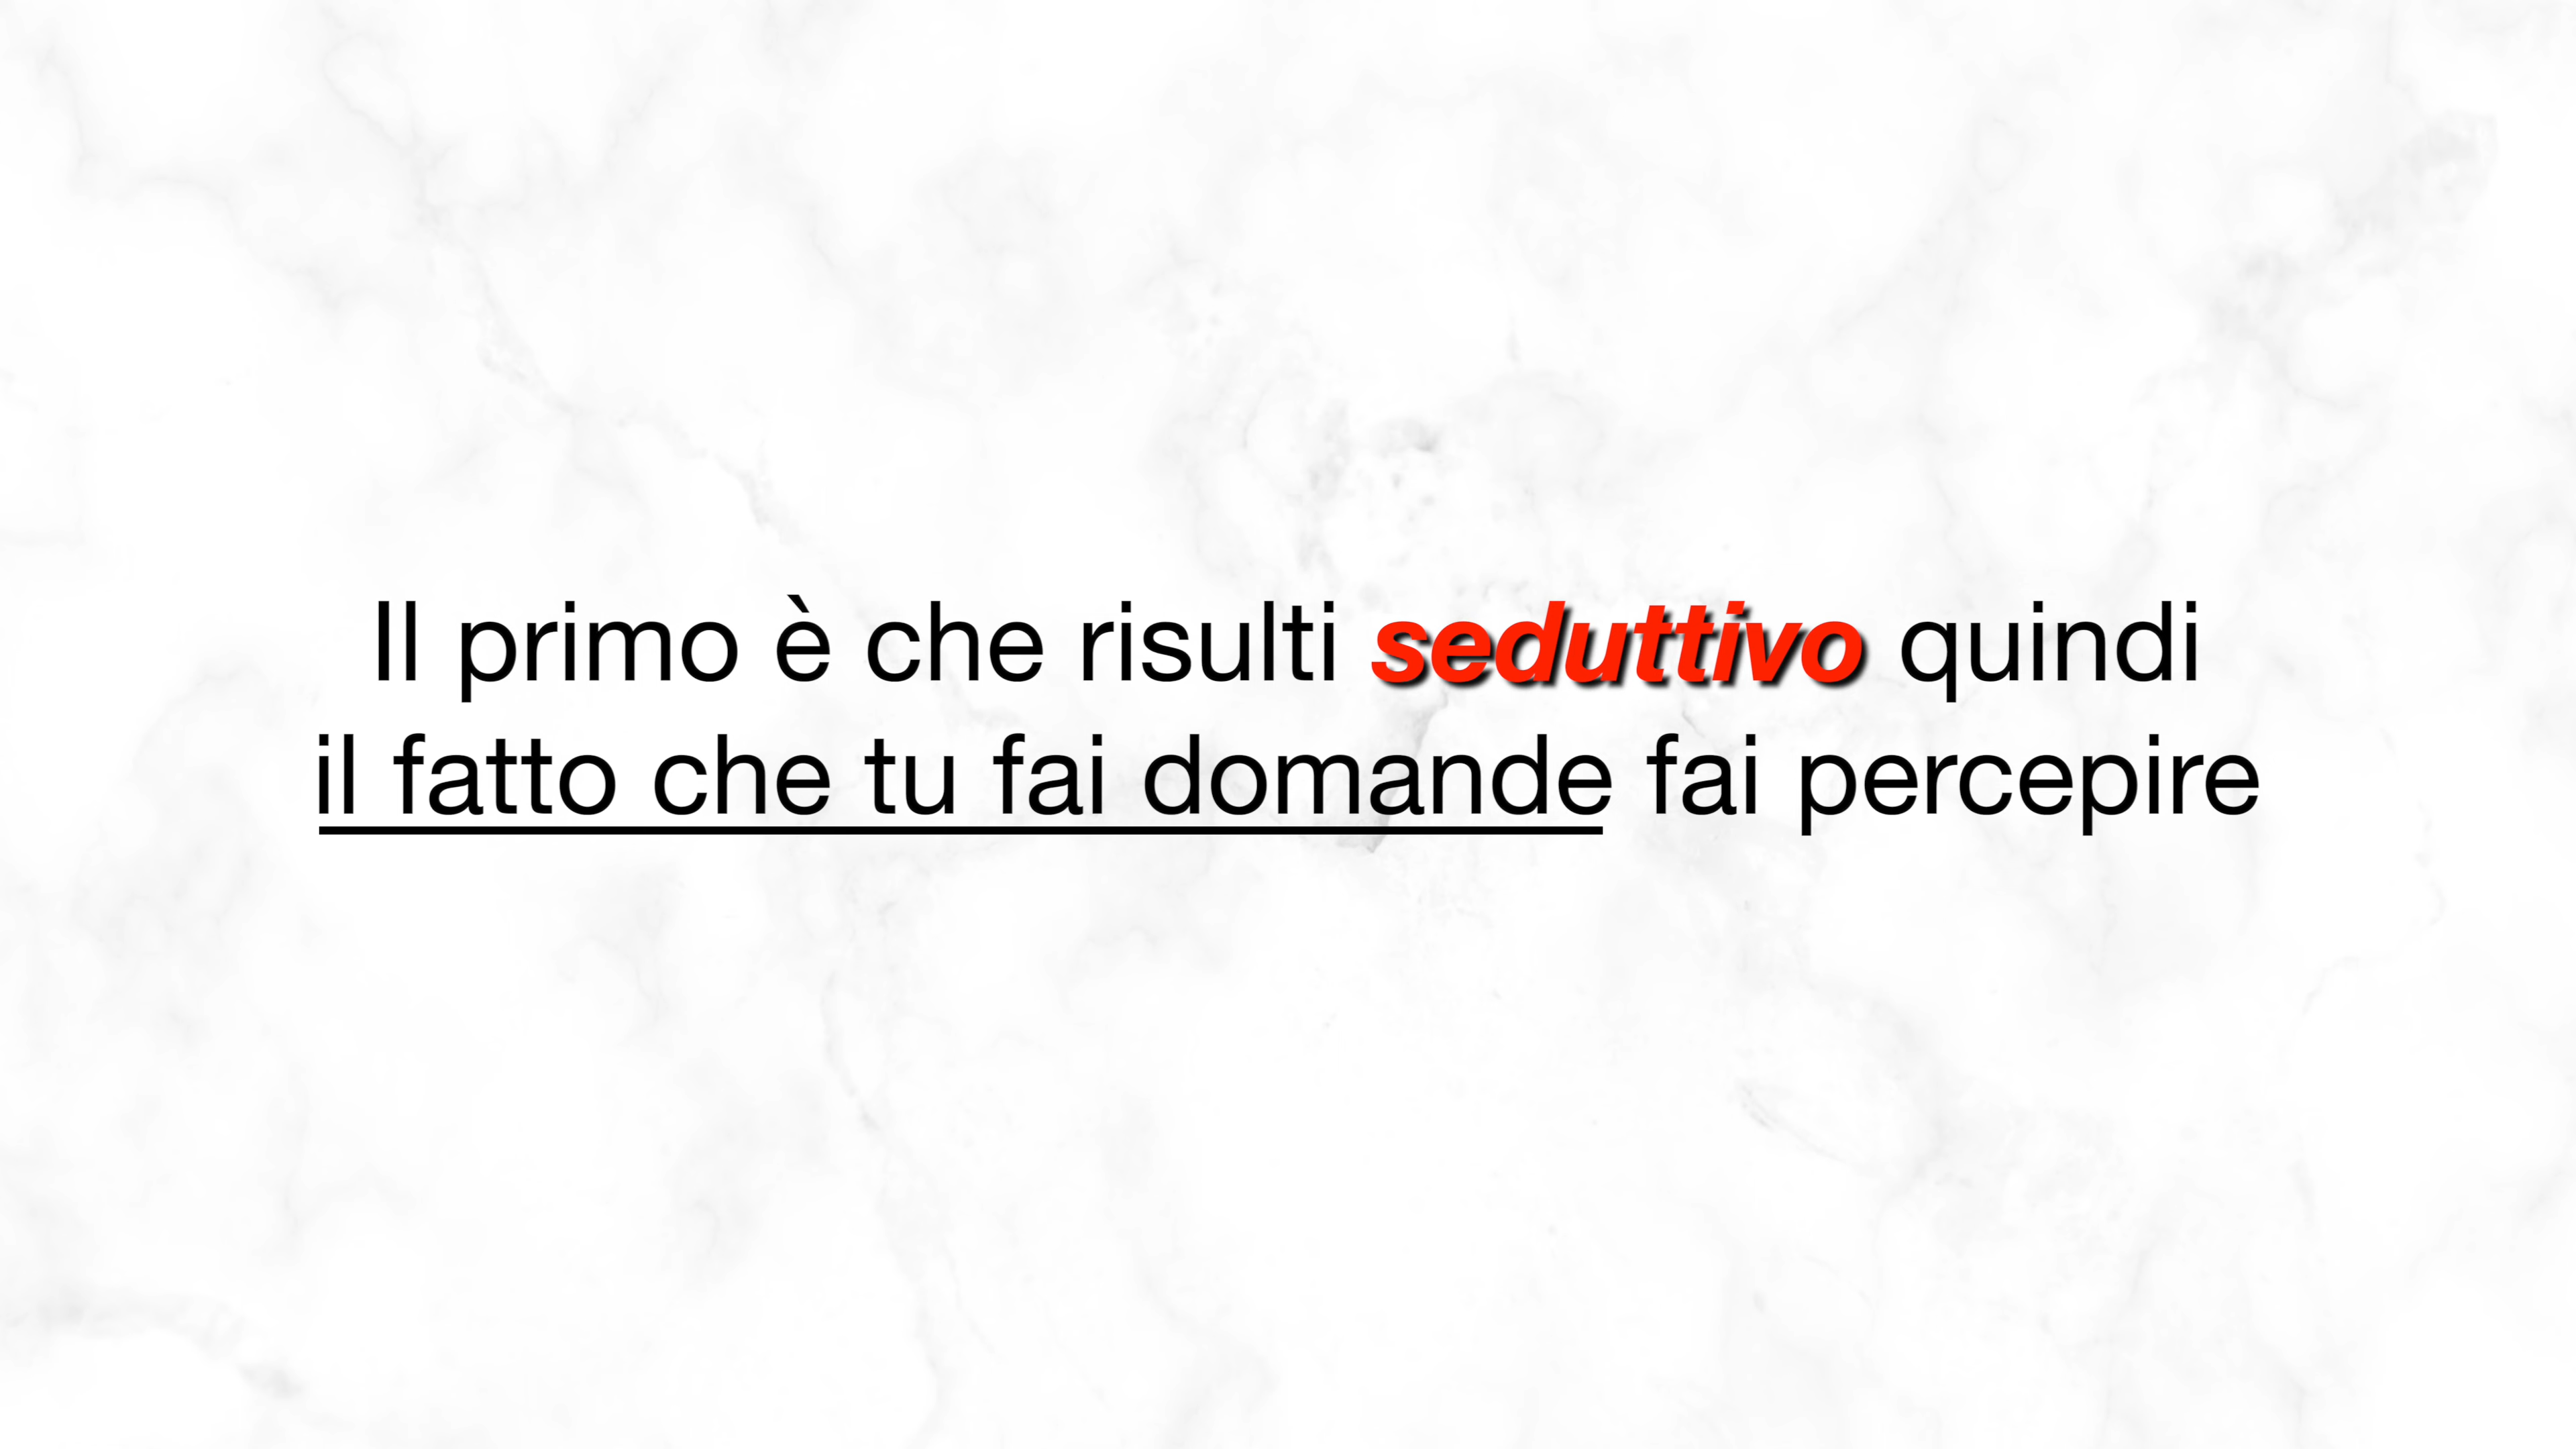 Il primo è che risulti seduttivo quindi
il fatto che tu fai domande fai percepire